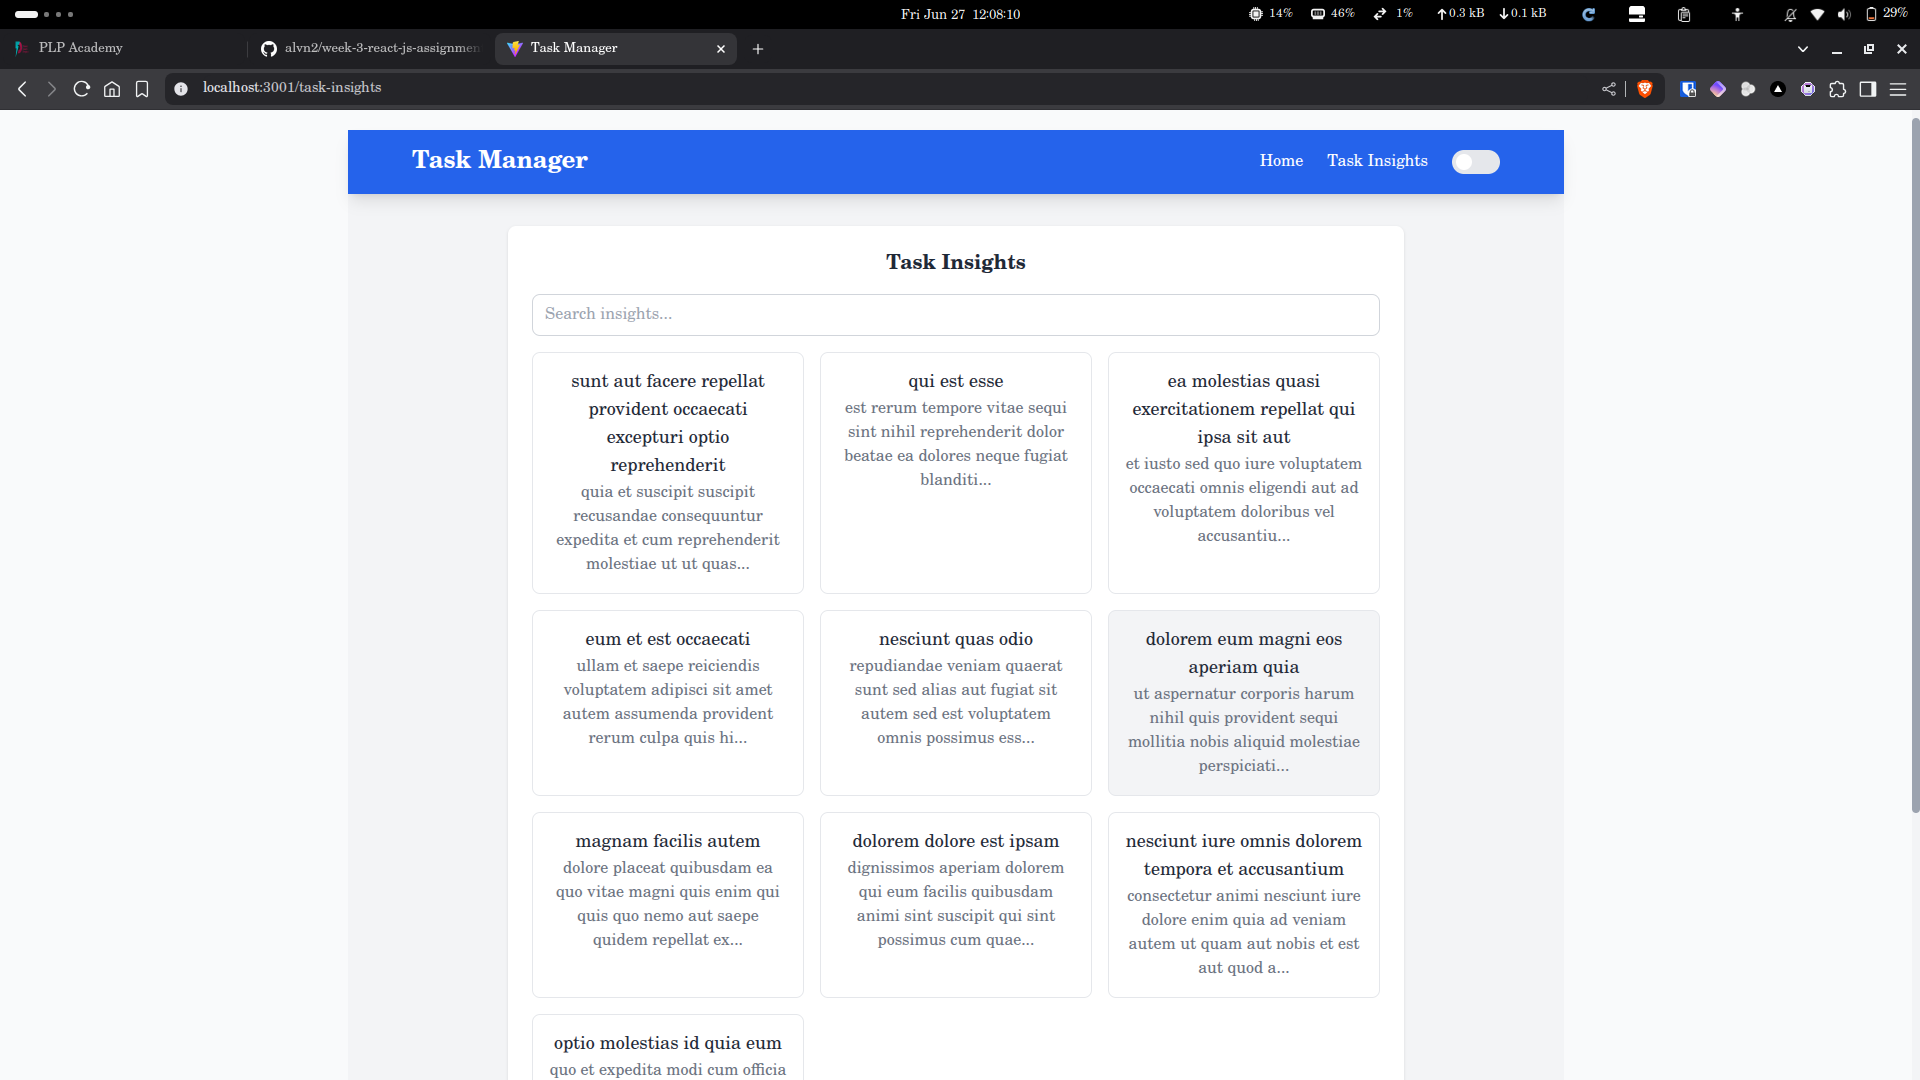 Fri Jun 27 12:08:10
14%
46%
1%
0.3 kB
0.1 kB
29%
PLP Academy
alvn2/week-3-react-js-assignmen
Task Manager
localhost:3001/task-insights
Task Manager
Home
Task Insights
Task Insights
Search insights...
sunt aut facere repellat
provident occaecati
excepturi optio
reprehenderit
quia et suscipit suscipit
recusandae consequuntur
expedita et cum reprehenderit
molestiae ut ut quas...
qui est esse
est rerum tempore vitae sequi
sint nihil reprehenderit dolor
beatae ea dolores neque fugiat
blanditi...
ea molestias quasi
exercitationem repellat qui
ipsa sit aut
et iusto sed quo iure voluptatem
occaecati omnis eligendi aut ad
voluptatem doloribus vel
accusantiu...
eum et est occaecati
ullam et saepe reiciendis
voluptatem adipisci sit amet
autem assumenda provident
rerum culpa quis hi...
nesciunt quas odio
repudiandae veniam quaerat
sunt sed alias aut fugiat sit
autem sed est voluptatem
omnis possimus ess...
dolorem eum magni eos
aperiam quia
ut aspernatur corporis harum
nihil quis provident sequi
mollitia nobis aliquid molestiae
perspiciati...
magnam facilis autem
dolore placeat quibusdam ea
quo vitae magni quis enim qui
quis quo nemo aut saepe
quidem repellat ex...
dolorem dolore est ipsam
dignissimos aperiam dolorem
qui eum facilis quibusdam
animi sint suscipit qui sint
possimus cum quae...
nesciunt iure omnis dolorem
tempora et accusantium
consectetur animi nesciunt iure
dolore enim quia ad veniam
autem ut quam aut nobis et est
aut quod a...
optio molestias id quia eum
quo et expedita modi cum officia